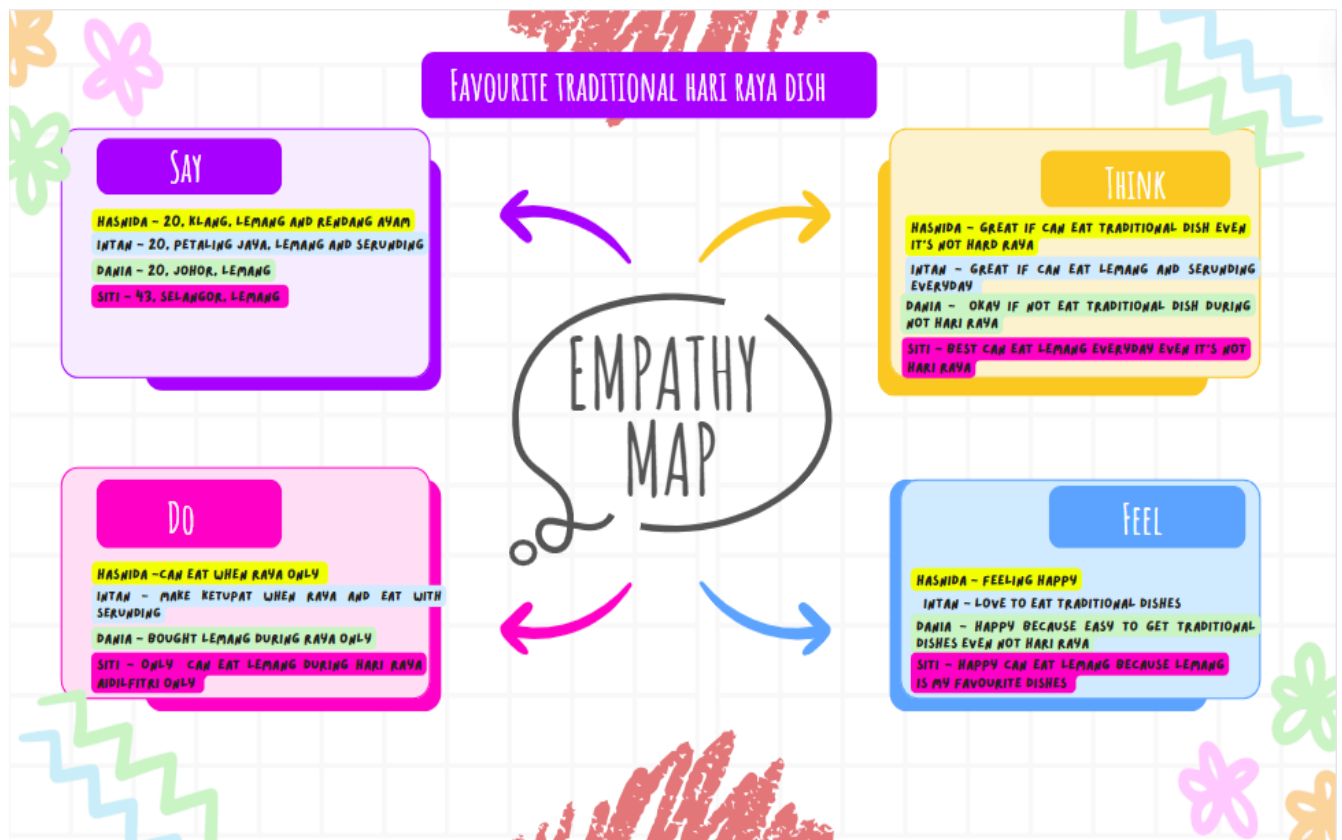 FAVOURITE TRADITIONAL HARI RAYA DISH
SAY
HASNIDA - 20, KLANG, LEMANG AND RENDANG AYAM
INTAN - 20, PETALING JAYA, LEMANG AND SERUNDING
DANIA - 20, JOHOR, LEMANG
SITI - 43, SELANGOR, LEMANG
THINK
HASNIDA - GREAT IF CAN EAT TRADITIONAL DISH EVEN
IT'S NOT HARD RAYA
INTAN - GREAT IF CAN EAT LEMANG AND SERUNDING
EVERYDAY
DANIA - OKAY IF NOT EAT TRADITIONAL DISH DURING
NOT HARI RAYA
SITI - BEST CAN EAT LEMANG EVERYDAY EVEN IT'S NOT
HARI RAYA
EMPATHY
MAP
DO
HASNIDA -CAN EAT WHEN RAYA ONLY
INTAN - MAKE KETUPAT WHEN RAYA AND EAT WITH
SERUNDING
DANIA - BOUGHT LEMANG DURING RAYA ONLY
SITI - ONLY CAN EAT LEMANG DURING HARI RAYA
AIDILFITRI ONLY
FEEL
HASNIDA - FEELING HAPPY
INTAN - LOVE TO EAT TRADITIONAL DISHES
DANIA - HAPPY BECAUSE EASY TO GET TRADITIONAL
DISHES EVEN NOT HARI RAYA
SITI - HAPPY CAN EAT LEMANG BECAUSE LEMANG
IS MY FAVOURITE DISHES